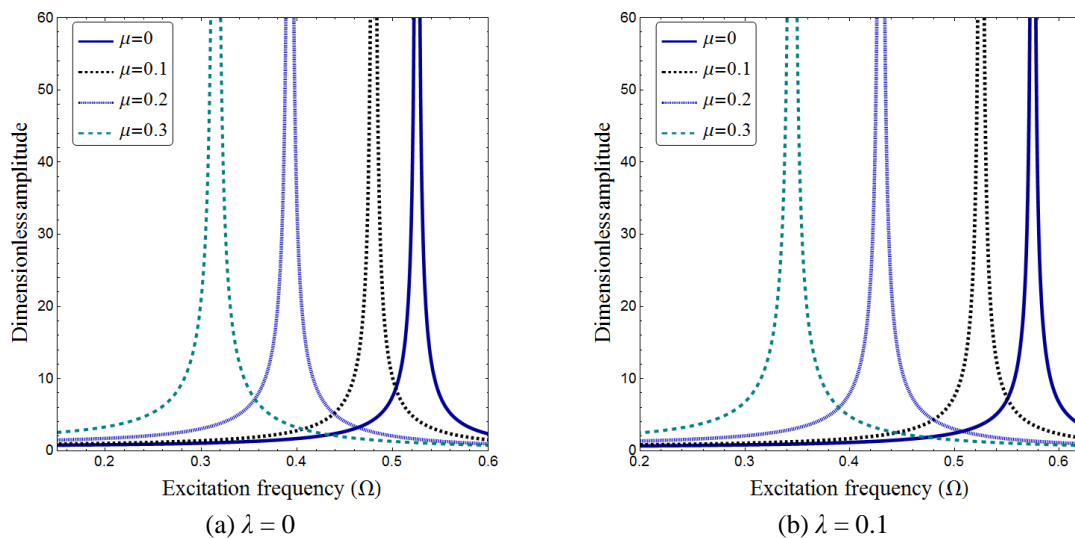 60
50
40
30
20
10
0
Dimensionless amplitude
μ=0
μ=0.1
μ=0.2
μ=0.3
0.2
0.3
0.4
0.5
0.6
Excitation frequency (Ω)
(a) λ = 0
60
50
40
30
20
10
0
Dimensionless amplitude
μ=0
μ=0.1
μ=0.2
μ=0.3
0.2
0.3
0.4
0.5
0.6
Excitation frequency (Ω)
(b) λ = 0.1